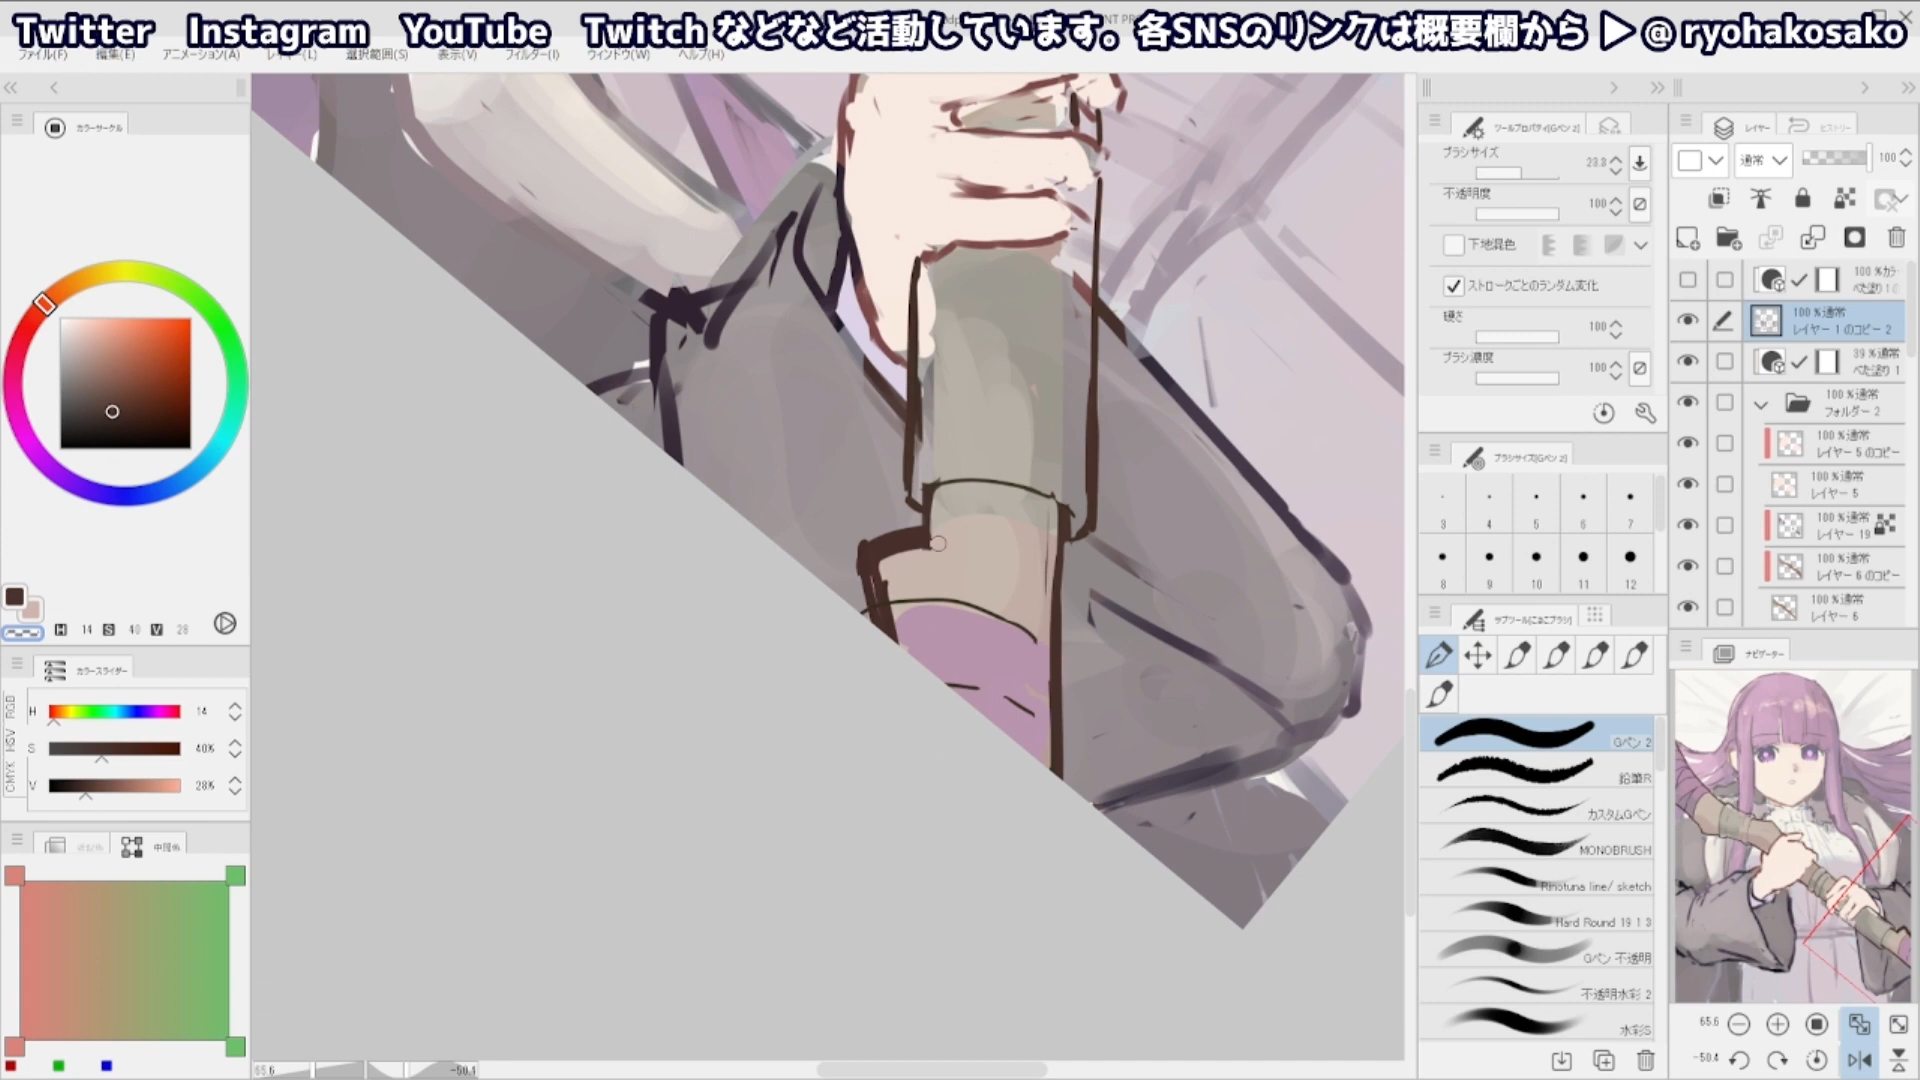 Twitter Instagram YouTube Twitch などなど活動しています。各SNSのリンクは概要欄から ▶ @ ryohakosako
ファイル(F) 編集(E) アニメーション(A) レイヤー(L) 選択範囲(S) 表示(V) フィルター(I) ウィンドウ(W) ヘルプ(H)
カラーサークル
H 14 S 40 V 28
カラースライダー
RGB
HSV
CMYK
H 14
S 40%
V 28%
中間色
65.6 -50.4
ツールプロパティ[Gペン 2]
ブラシサイズ 23.3
不透明度 100
下地混色
ストロークごとのランダム変化
硬さ 100
ブラシ濃度 100
ブラシサイズ[Gペン 2]
3 4 5 6 7
8 9 10 11 12
サブツール[こまこブラシ]
Gペン 2
鉛筆R
カスタムGペン
MONOBRUSH
Rinotuna line/ sketch
Hard Round 19 1 3
Gペン 不透明
不透明水彩 2
水彩S
レイヤー ヒストリー
通常 100
100 %カラー
べた塗り 1の
100 %通常
レイヤー 1 のコピー 2
39 %通常
べた塗り 1
100 %通常
フォルダー 2
100 %通常
レイヤー 5 のコピー
100 %通常
レイヤー 5
100 %通常
レイヤー 19
100 %通常
レイヤー 6 のコピー
100 %通常
レイヤー 6
ナビゲーター
65.6
-50.4